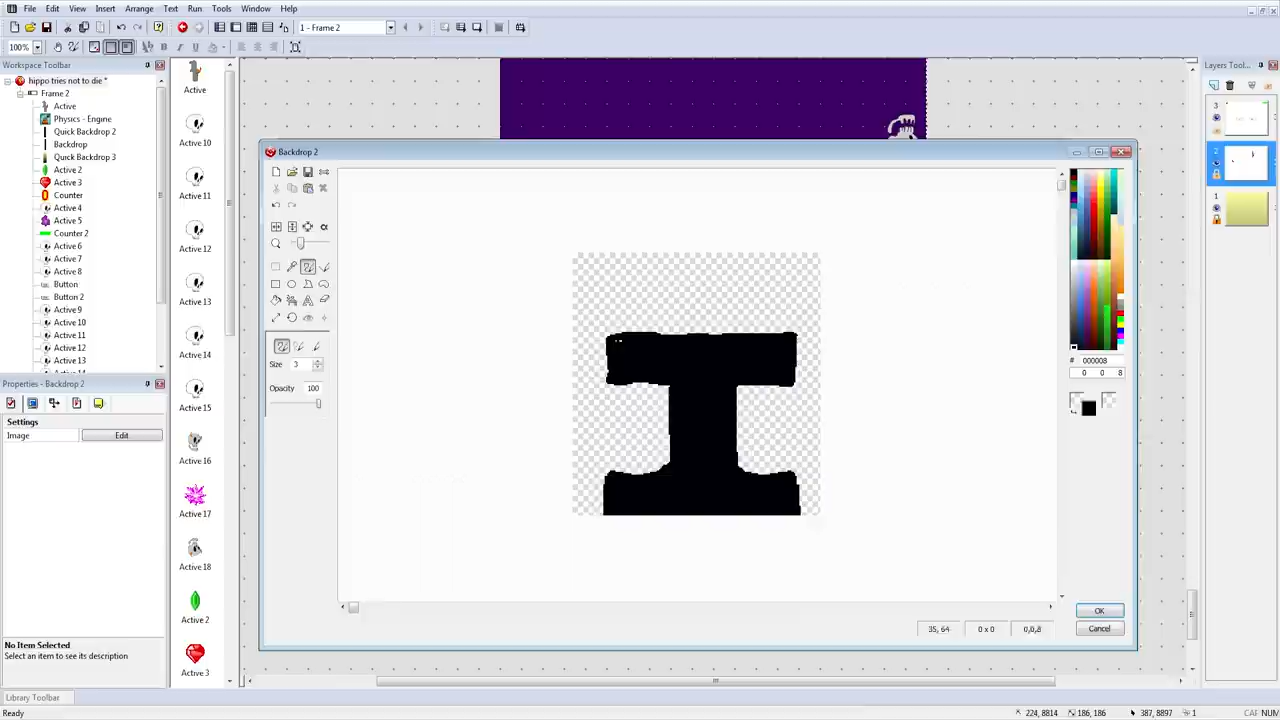 File Edit View Insert Arrange Text Run Tools Window Help
1 - Frame 2
100%
Workspace Toolbar
hippo tries not to die *
Frame 2
Active
Physics - Engine
Quick Backdrop 2
Backdrop
Quick Backdrop 3
Active 2
Active 3
Counter
Active 4
Active 5
Counter 2
Active 6
Active 7
Active 8
Button
Button 2
Active 9
Active 10
Active 11
Active 12
Active 13
Active 14
Properties - Backdrop 2
Settings
Image Edit
No Item Selected
Select an item to see its description
Library Toolbar
Ready
Active
Active 10
Active 11
Active 12
Active 13
Active 14
Active 15
Active 16
Active 17
Active 18
Active 2
Active 3
Backdrop 2
Size 3
Opacity 100
# 000008
0 0 8
OK
Cancel
35, 64 0 x 0 0,0,8
Layers Tool...
3
2
1
224, 8814 186, 186 387, 8897 1 CAF NUM